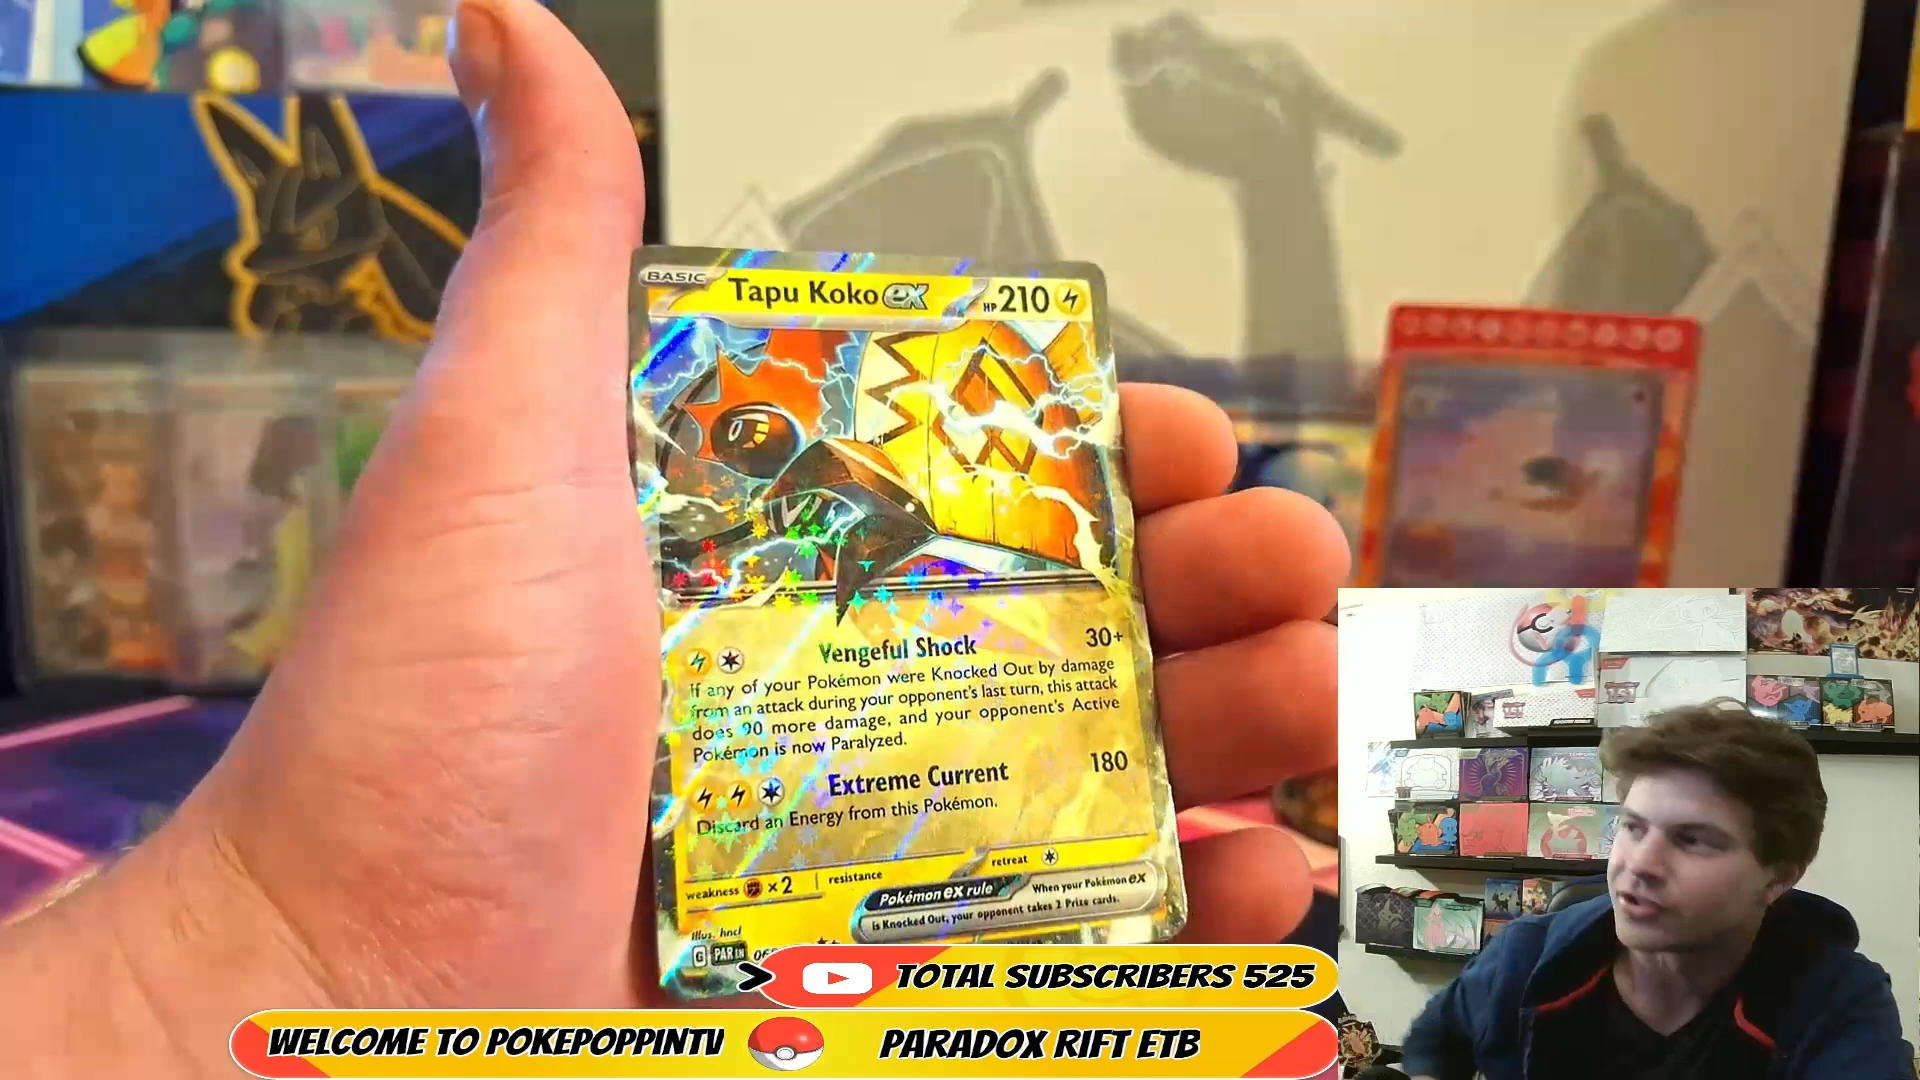 BASIC Tapu Koko ex HP 210
Vengeful Shock 30+
If any of your Pokémon were Knocked Out by damage
from an attack during your opponent's last turn, this attack
does 90 more damage, and your opponent's Active
Pokémon is now Paralyzed.
Extreme Current 180
Discard an Energy from this Pokémon.
retreat
weakness ×2 resistance
Pokémon ex rule When your Pokémon ex
is Knocked Out, your opponent takes 2 Prize cards.
Illus. hncl
G PAR EN
> TOTAL SUBSCRIBERS 525
WELCOME TO POKEPOPPINTV PARADOX RIFT ETB